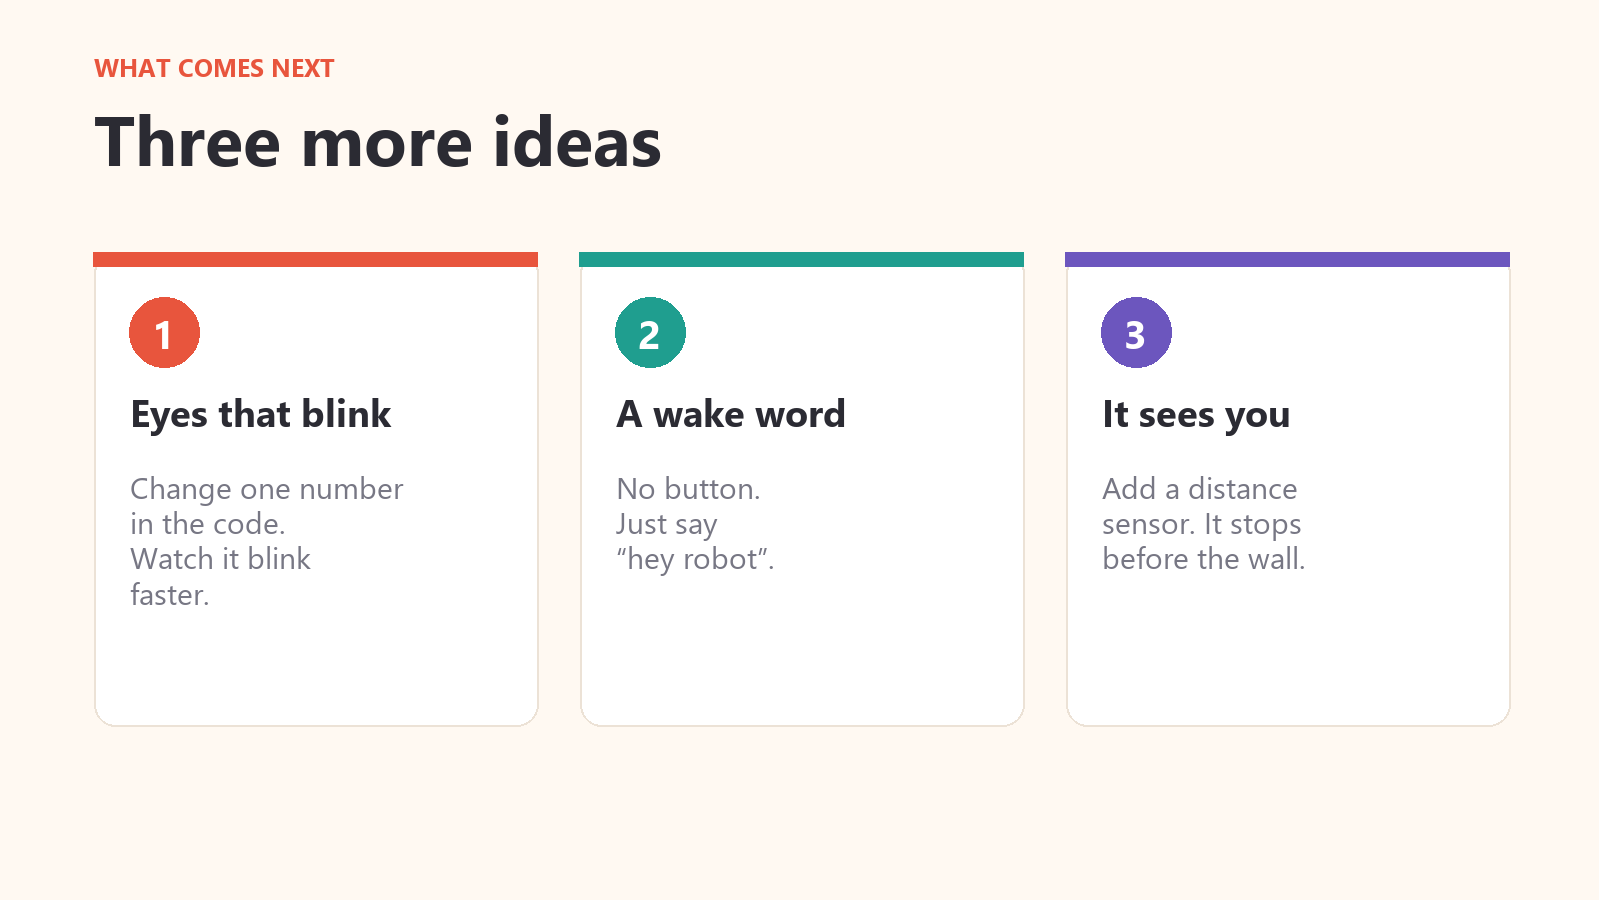 WHAT COMES NEXT
Three more ideas
1
Eyes that blink
Change one number
in the code.
Watch it blink
faster.
2
A wake word
No button.
Just say
“hey robot”.
3
It sees you
Add a distance
sensor. It stops
before the wall.